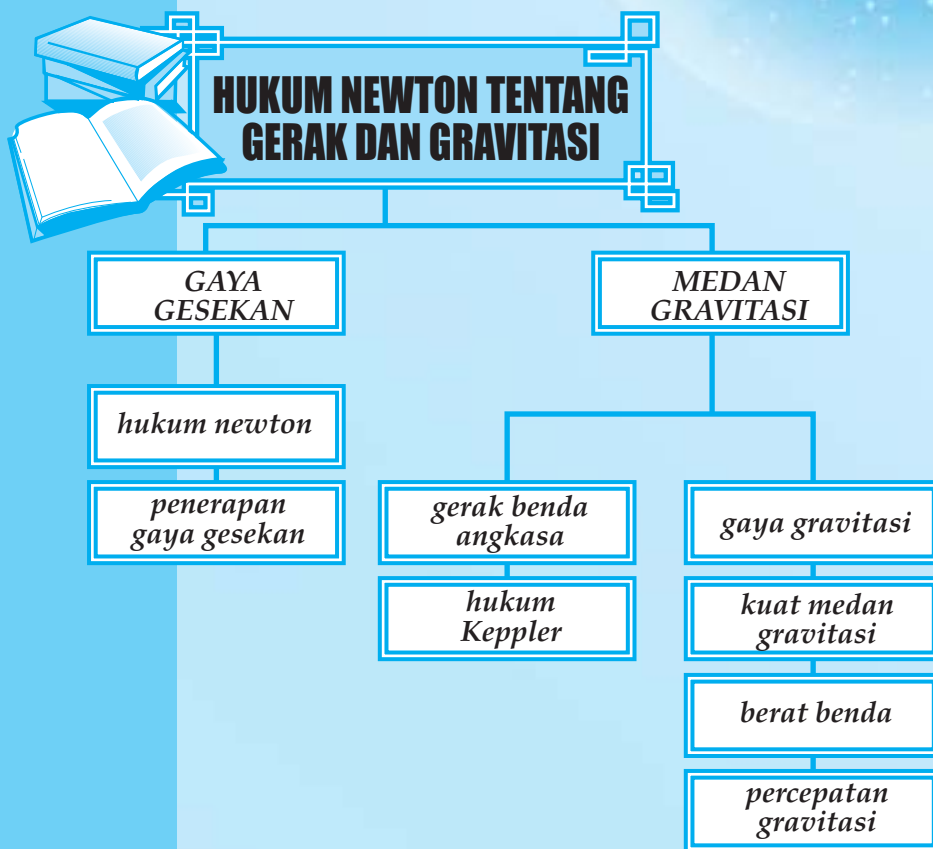 HUKUM NEWTON TENTANG
GERAK DAN GRAVITASI
GAYA
GESEKAN
MEDAN
GRAVITASI
hukum newton
penerapan
gaya gesekan
gerak benda
angkasa
hukum
Keppler
gaya gravitasi
kuat medan
gravitasi
berat benda
percepatan
gravitasi